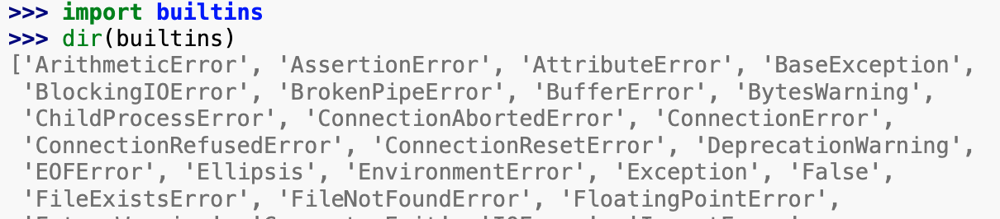 >>> import builtins
>>> dir(builtins)
['ArithmeticError', 'AssertionError', 'AttributeError', 'BaseException',
'BlockingIOError', 'BrokenPipeError', 'BufferError', 'BytesWarning',
'ChildProcessError', 'ConnectionAbortedError', 'ConnectionError',
'ConnectionRefusedError', 'ConnectionResetError', 'DeprecationWarning',
'EOFError', 'Ellipsis', 'EnvironmentError', 'Exception', 'False',
'FileExistsError', 'FileNotFoundError', 'FloatingPointError',